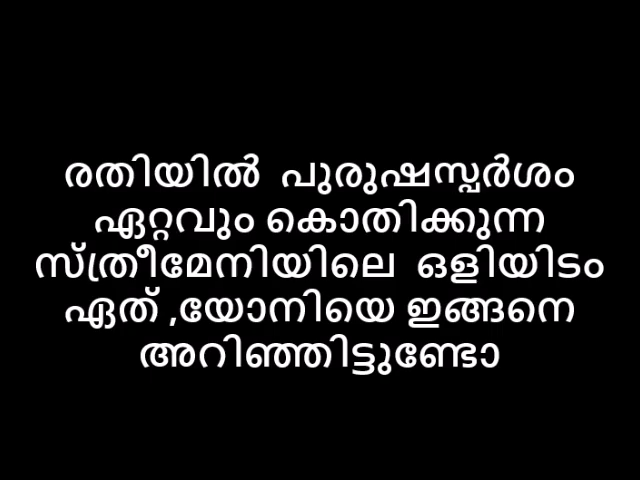 രതിയിൽ പുരുഷസ്പർശം
ഏറ്റവും കൊതിക്കുന്ന
സ്ത്രീമേനിയിലെ ഒളിയിടം
ഏത് ,യോനിയെ ഇങ്ങനെ
അറിഞ്ഞിട്ടുണ്ടോ